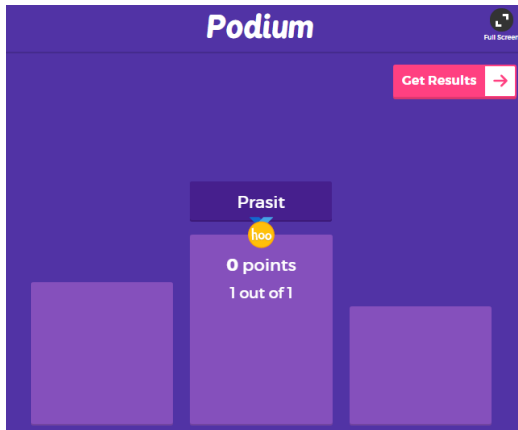 Podium
Full Screen
Get Results
Prasit
hoo
0 points
1 out of 1